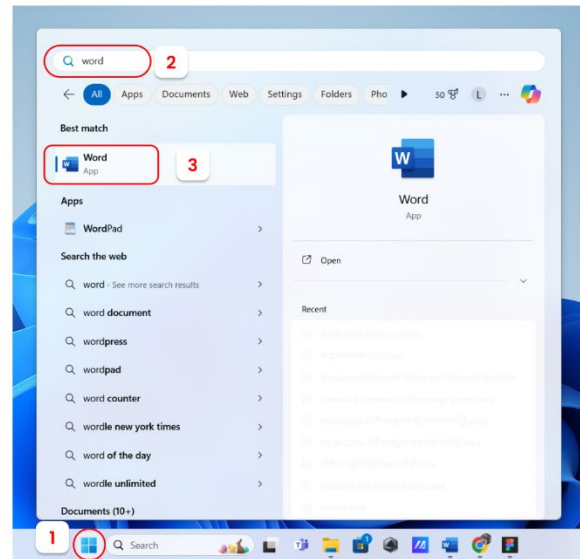 word
2
All Apps Documents Web Settings Folders Pho 50 L ...
Best match
Word
App
3
Word
App
Apps
WordPad
Open
Search the web
word - See more search results
word document
wordpress
wordpad
word counter
wordle new york times
word of the day
wordle unlimited
Documents (10+)
Recent
1
Search